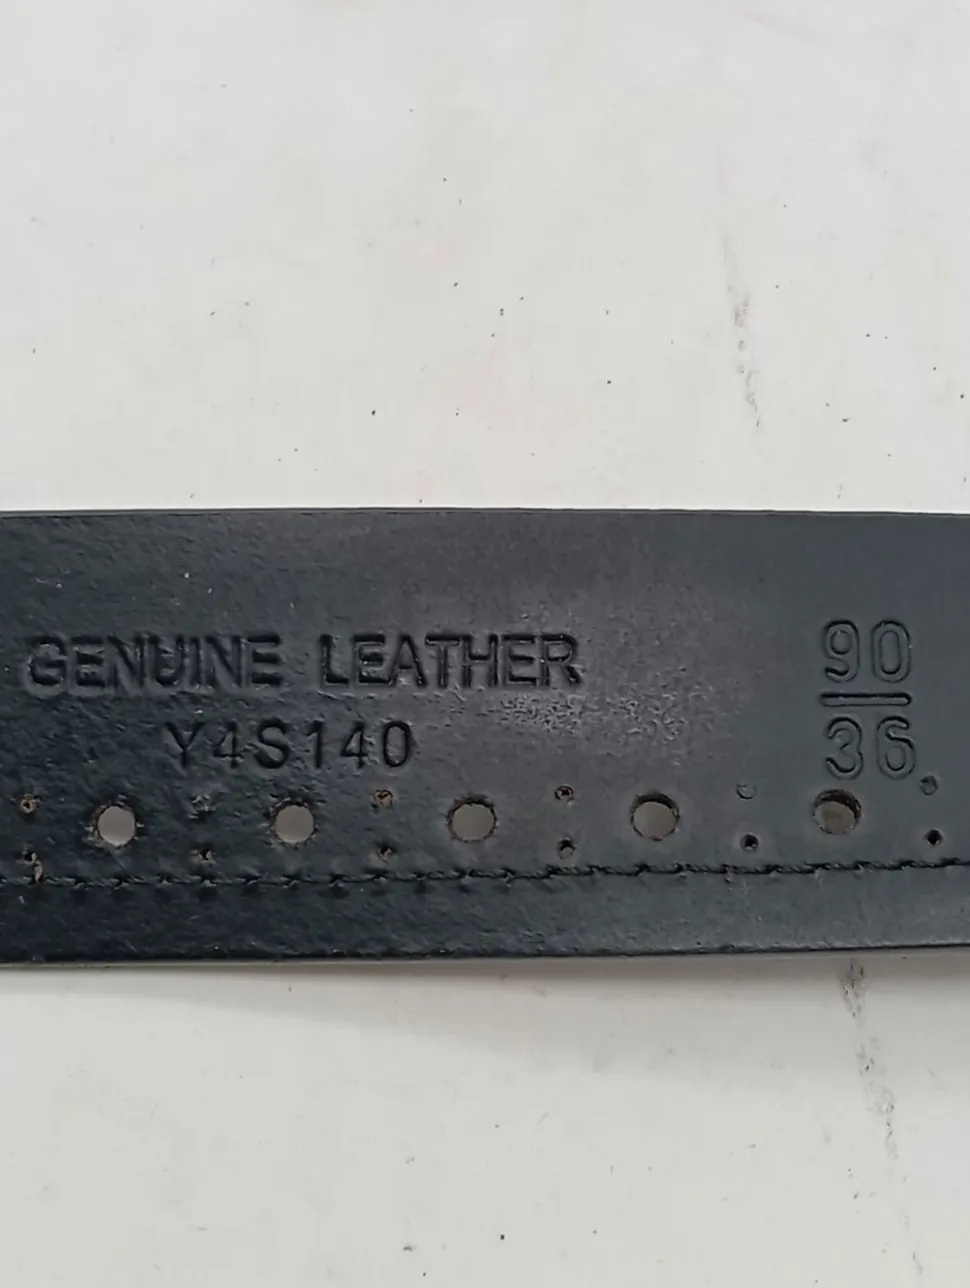 GENUINE LEATHER
Y4S140
90
36